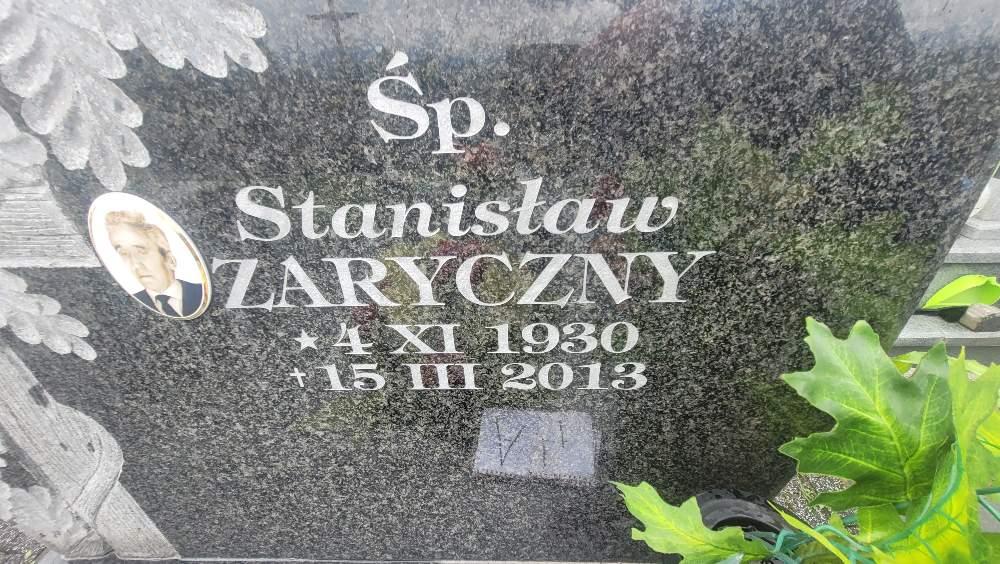 Śp.
Stanisław
ZARYCZNY
★ 4 XI 1930
✝ 15 III 2013